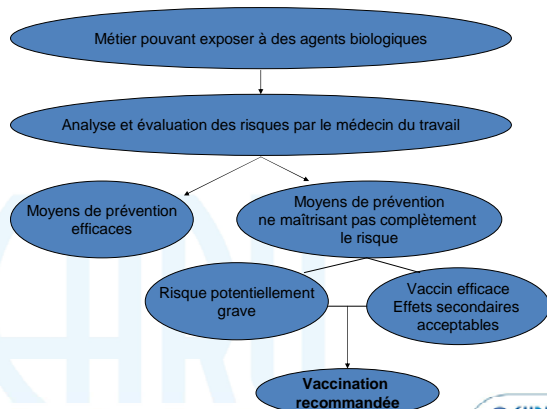 Métier pouvant exposer à des agents biologiques
Analyse et évaluation des risques par le médecin du travail
Moyens de prévention
efficaces
Moyens de prévention
ne maîtrisant pas complètement
le risque
Risque potentiellement
grave
Vaccin efficace
Effets secondaires
acceptables
Vaccination
recommandée